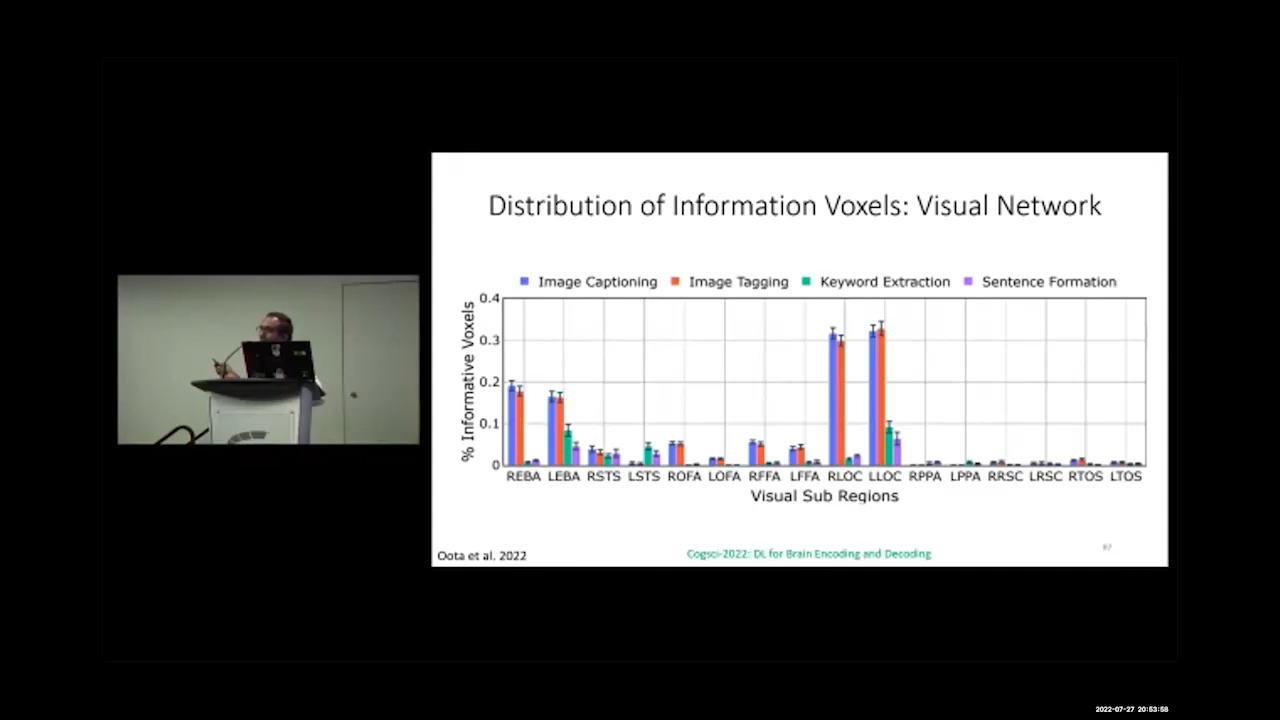 Distribution of Information Voxels: Visual Network
Image Captioning Image Tagging Keyword Extraction Sentence Formation
% Informative Voxels
0.4
0.3
0.2
0.1
0
REBA LEBA RSTS LSTS ROFA LOFA RFFA LFFA RLOC LLOC RPPA LPPA RRSC LRSC RTOS LTOS
Visual Sub Regions
Oota et al. 2022
Cogsci-2022: DL for Brain Encoding and Decoding
2022-07-27 20:53:58